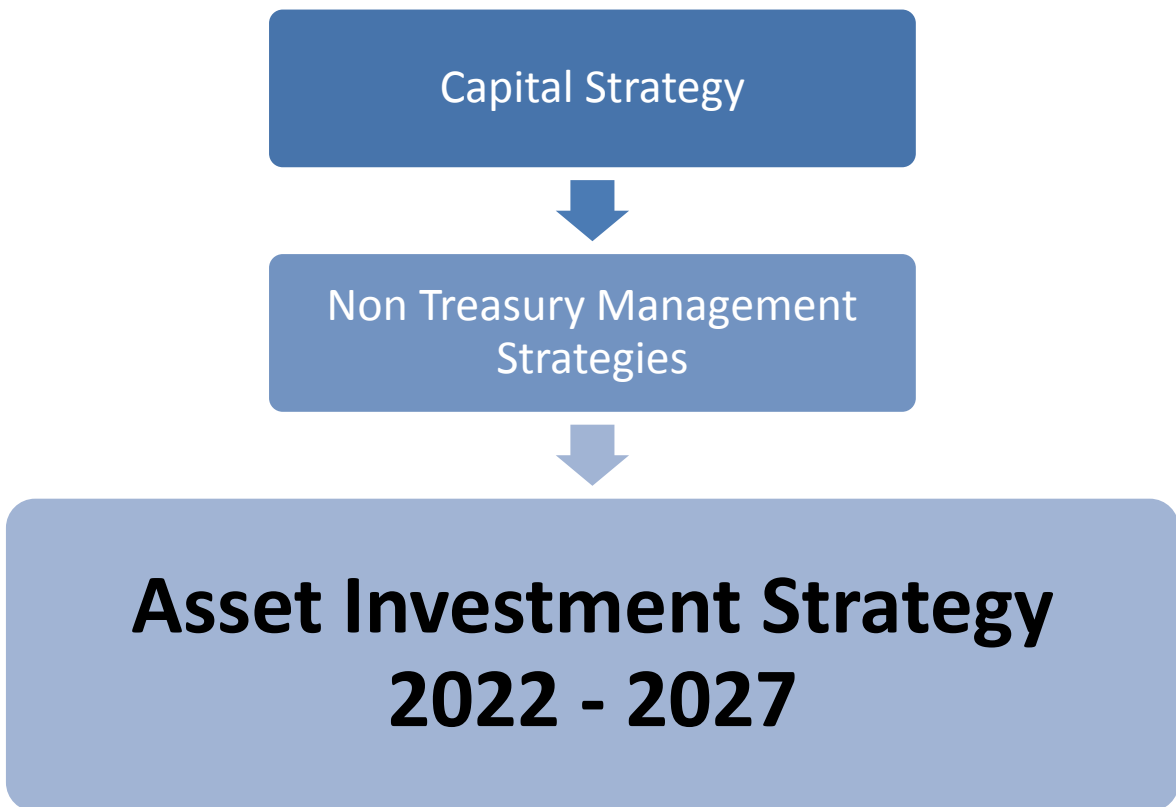 Capital Strategy
Non Treasury Management
Strategies
Asset Investment Strategy
2022 - 2027